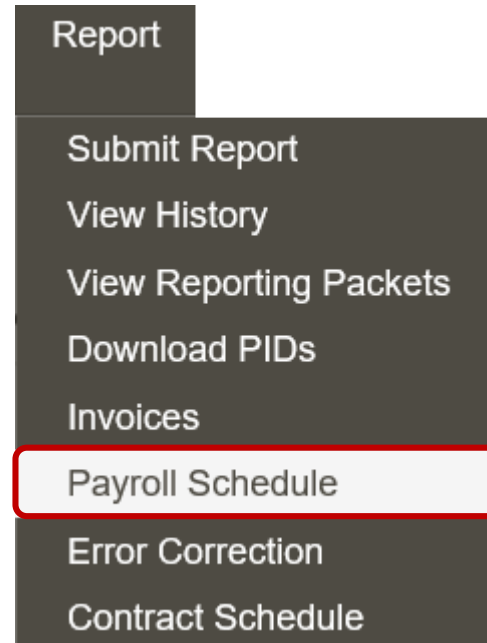 Report
Submit Report
View History
View Reporting Packets
Download PIDs
Invoices
Payroll Schedule
Error Correction
Contract Schedule